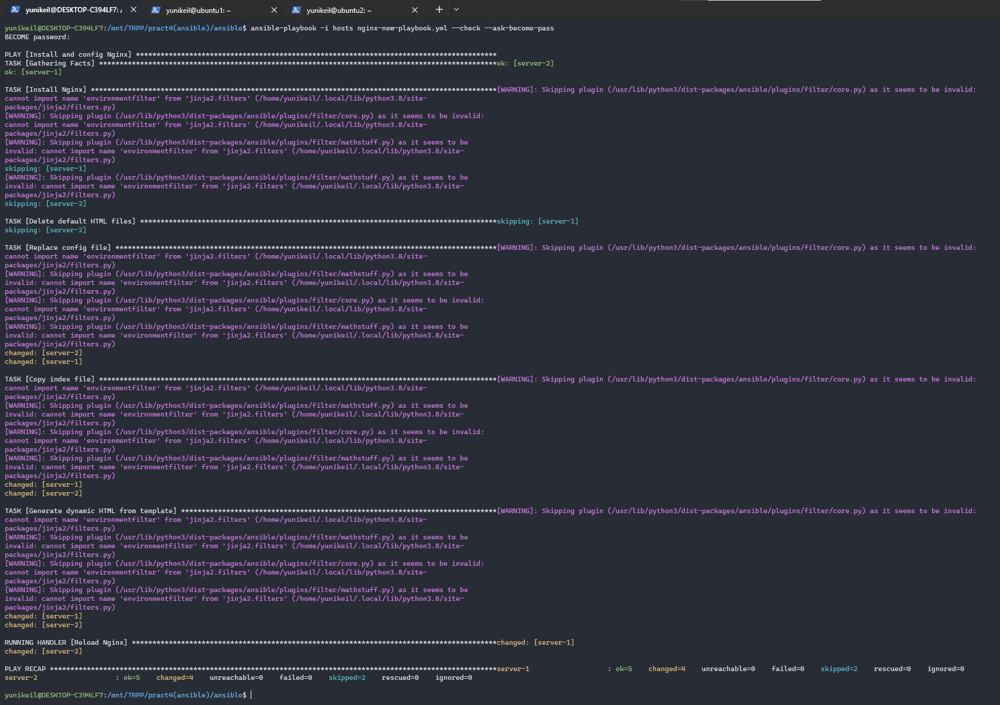 yunikeil@DESKTOP-C394LF7: /
yunikeil@ubuntu1: ~
yunikeil@ubuntu2: ~
yunikeil@DESKTOP-C394LF7:/mnt/TRPP/pract4(ansible)/ansible$ ansible-playbook -i hosts nginx-new-playbook.yml --check --ask-become-pass
BECOME password:
PLAY [Install and config Nginx] ****************************************************************************************
TASK [Gathering Facts] *************************************************************************************************ok: [server-2]
ok: [server-1]
TASK [Install Nginx] ***************************************************************************************************[WARNING]: Skipping plugin (/usr/lib/python3/dist-packages/ansible/plugins/filter/core.py) as it seems to be invalid:
cannot import name 'environmentfilter' from 'jinja2.filters' (/home/yunikeil/.local/lib/python3.8/site-
packages/jinja2/filters.py)
[WARNING]: Skipping plugin (/usr/lib/python3/dist-packages/ansible/plugins/filter/core.py) as it seems to be invalid:
cannot import name 'environmentfilter' from 'jinja2.filters' (/home/yunikeil/.local/lib/python3.8/site-
packages/jinja2/filters.py)
[WARNING]: Skipping plugin (/usr/lib/python3/dist-packages/ansible/plugins/filter/mathstuff.py) as it seems to be
invalid: cannot import name 'environmentfilter' from 'jinja2.filters' (/home/yunikeil/.local/lib/python3.8/site-
packages/jinja2/filters.py)
skipping: [server-1]
[WARNING]: Skipping plugin (/usr/lib/python3/dist-packages/ansible/plugins/filter/mathstuff.py) as it seems to be
invalid: cannot import name 'environmentfilter' from 'jinja2.filters' (/home/yunikeil/.local/lib/python3.8/site-
packages/jinja2/filters.py)
skipping: [server-2]
TASK [Delete default HTML files] ***************************************************************************************skipping: [server-1]
skipping: [server-2]
TASK [Replace config file] *********************************************************************************************[WARNING]: Skipping plugin (/usr/lib/python3/dist-packages/ansible/plugins/filter/core.py) as it seems to be invalid:
cannot import name 'environmentfilter' from 'jinja2.filters' (/home/yunikeil/.local/lib/python3.8/site-
packages/jinja2/filters.py)
[WARNING]: Skipping plugin (/usr/lib/python3/dist-packages/ansible/plugins/filter/mathstuff.py) as it seems to be
invalid: cannot import name 'environmentfilter' from 'jinja2.filters' (/home/yunikeil/.local/lib/python3.8/site-
packages/jinja2/filters.py)
[WARNING]: Skipping plugin (/usr/lib/python3/dist-packages/ansible/plugins/filter/core.py) as it seems to be invalid:
cannot import name 'environmentfilter' from 'jinja2.filters' (/home/yunikeil/.local/lib/python3.8/site-
packages/jinja2/filters.py)
[WARNING]: Skipping plugin (/usr/lib/python3/dist-packages/ansible/plugins/filter/mathstuff.py) as it seems to be
invalid: cannot import name 'environmentfilter' from 'jinja2.filters' (/home/yunikeil/.local/lib/python3.8/site-
packages/jinja2/filters.py)
changed: [server-2]
changed: [server-1]
TASK [Copy index file] *************************************************************************************************[WARNING]: Skipping plugin (/usr/lib/python3/dist-packages/ansible/plugins/filter/core.py) as it seems to be invalid:
cannot import name 'environmentfilter' from 'jinja2.filters' (/home/yunikeil/.local/lib/python3.8/site-
packages/jinja2/filters.py)
[WARNING]: Skipping plugin (/usr/lib/python3/dist-packages/ansible/plugins/filter/mathstuff.py) as it seems to be
invalid: cannot import name 'environmentfilter' from 'jinja2.filters' (/home/yunikeil/.local/lib/python3.8/site-
packages/jinja2/filters.py)
[WARNING]: Skipping plugin (/usr/lib/python3/dist-packages/ansible/plugins/filter/core.py) as it seems to be invalid:
cannot import name 'environmentfilter' from 'jinja2.filters' (/home/yunikeil/.local/lib/python3.8/site-
packages/jinja2/filters.py)
[WARNING]: Skipping plugin (/usr/lib/python3/dist-packages/ansible/plugins/filter/mathstuff.py) as it seems to be
invalid: cannot import name 'environmentfilter' from 'jinja2.filters' (/home/yunikeil/.local/lib/python3.8/site-
packages/jinja2/filters.py)
changed: [server-1]
changed: [server-2]
TASK [Generate dynamic HTML from template] *****************************************************************************[WARNING]: Skipping plugin (/usr/lib/python3/dist-packages/ansible/plugins/filter/core.py) as it seems to be invalid:
cannot import name 'environmentfilter' from 'jinja2.filters' (/home/yunikeil/.local/lib/python3.8/site-
packages/jinja2/filters.py)
[WARNING]: Skipping plugin (/usr/lib/python3/dist-packages/ansible/plugins/filter/mathstuff.py) as it seems to be
invalid: cannot import name 'environmentfilter' from 'jinja2.filters' (/home/yunikeil/.local/lib/python3.8/site-
packages/jinja2/filters.py)
[WARNING]: Skipping plugin (/usr/lib/python3/dist-packages/ansible/plugins/filter/core.py) as it seems to be invalid:
cannot import name 'environmentfilter' from 'jinja2.filters' (/home/yunikeil/.local/lib/python3.8/site-
packages/jinja2/filters.py)
[WARNING]: Skipping plugin (/usr/lib/python3/dist-packages/ansible/plugins/filter/mathstuff.py) as it seems to be
invalid: cannot import name 'environmentfilter' from 'jinja2.filters' (/home/yunikeil/.local/lib/python3.8/site-
packages/jinja2/filters.py)
changed: [server-1]
changed: [server-2]
RUNNING HANDLER [Reload Nginx] *****************************************************************************************changed: [server-1]
changed: [server-2]
PLAY RECAP *************************************************************************************************************server-1 : ok=5 changed=4 unreachable=0 failed=0 skipped=2 rescued=0 ignored=0
server-2 : ok=5 changed=4 unreachable=0 failed=0 skipped=2 rescued=0 ignored=0
yunikeil@DESKTOP-C394LF7:/mnt/TRPP/pract4(ansible)/ansible$